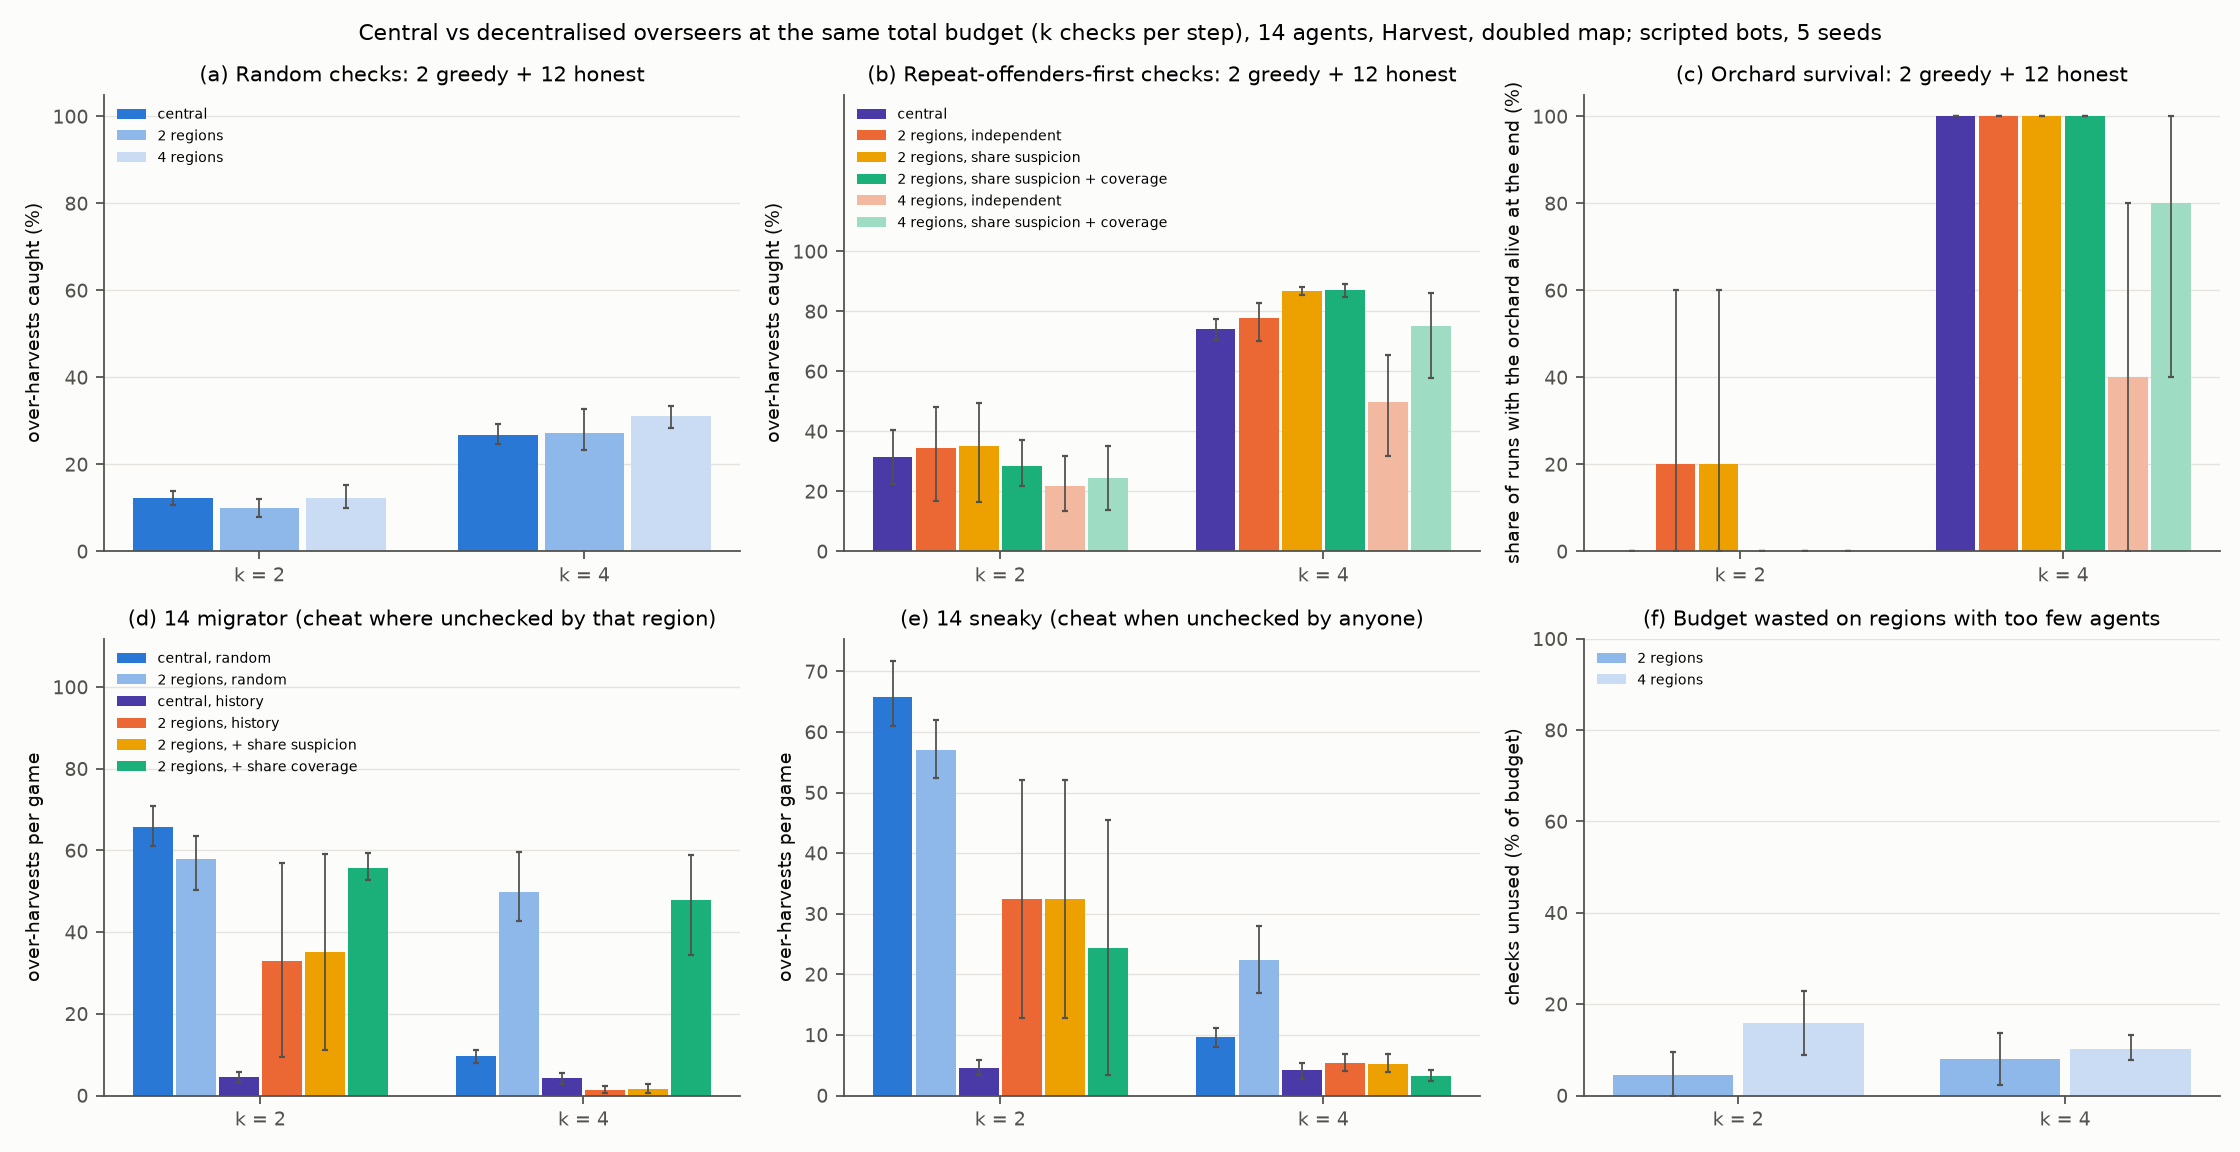 Central vs decentralised overseers at the same total budget (k checks per step), 14 agents, Harvest, doubled map; scripted bots, 5 seeds
(a) Random checks: 2 greedy + 12 honest
over-harvests caught (%)
100
80
60
40
20
0
central
2 regions
4 regions
k = 2
k = 4
(b) Repeat-offenders-first checks: 2 greedy + 12 honest
over-harvests caught (%)
100
80
60
40
20
0
central
2 regions, independent
2 regions, share suspicion
2 regions, share suspicion + coverage
4 regions, independent
4 regions, share suspicion + coverage
k = 2
k = 4
(c) Orchard survival: 2 greedy + 12 honest
share of runs with the orchard alive at the end (%)
100
80
60
40
20
0
k = 2
k = 4
(d) 14 migrator (cheat where unchecked by that region)
over-harvests per game
100
80
60
40
20
0
central, random
2 regions, random
central, history
2 regions, history
2 regions, + share suspicion
2 regions, + share coverage
k = 2
k = 4
(e) 14 sneaky (cheat when unchecked by anyone)
over-harvests per game
70
60
50
40
30
20
10
0
k = 2
k = 4
(f) Budget wasted on regions with too few agents
checks unused (% of budget)
100
80
60
40
20
0
2 regions
4 regions
k = 2
k = 4